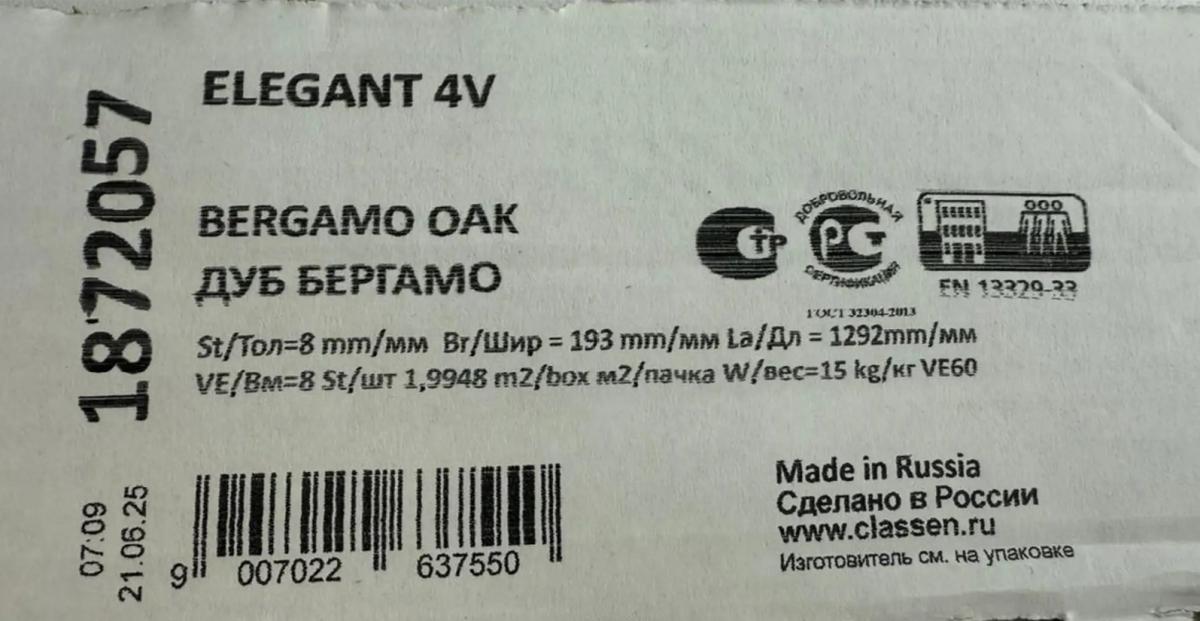 1872057
ELEGANT 4V
BERGAMO OAK
ДУБ БЕРГАМО
ТР
ДОБРОВОЛЬНАЯ
РСТ
СЕРТИФИКАЦИЯ
ГОСТ 32304-2013
EN 13329-33
St/Тол=8 mm/мм Br/Шир = 193 mm/мм La/Дл = 1292mm/мм
VE/Вм=8 St/шт 1,9948 m2/box м2/пачка W/вес=15 kg/кг VE60
07:09
21.06.25
9 007022 637550
Made in Russia
Сделано в России
www.classen.ru
Изготовитель см. на упаковке